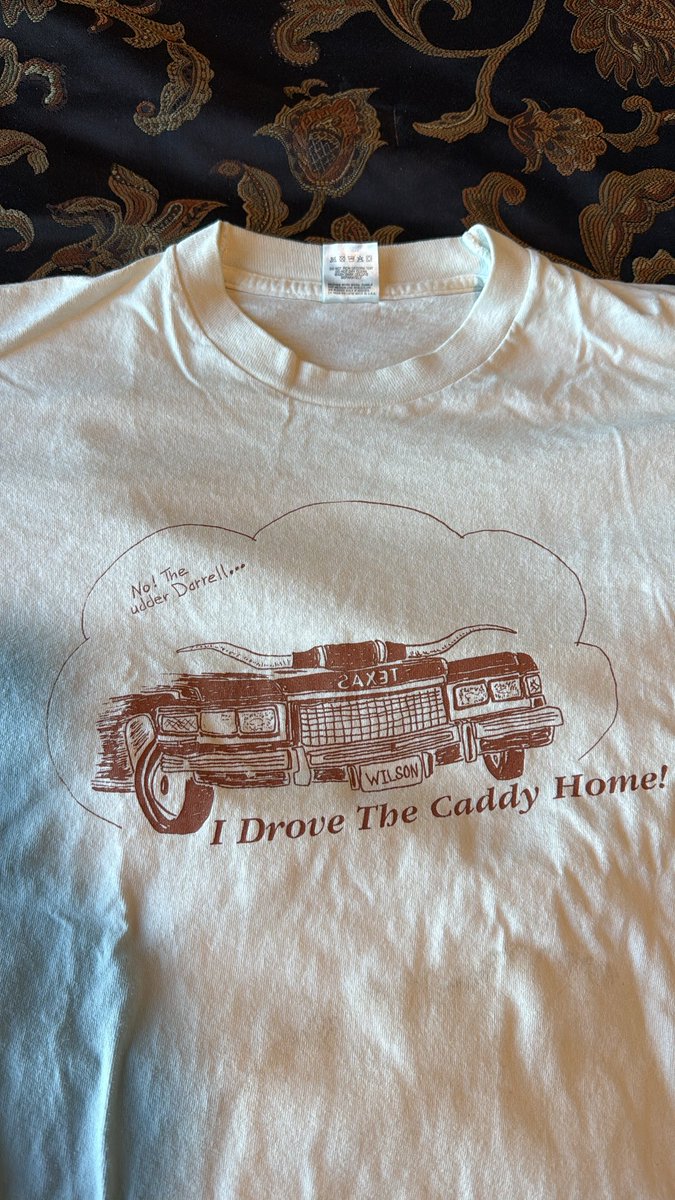 No! The
udder Darrell...
TEXAS
WILSON
I Drove The Caddy Home!